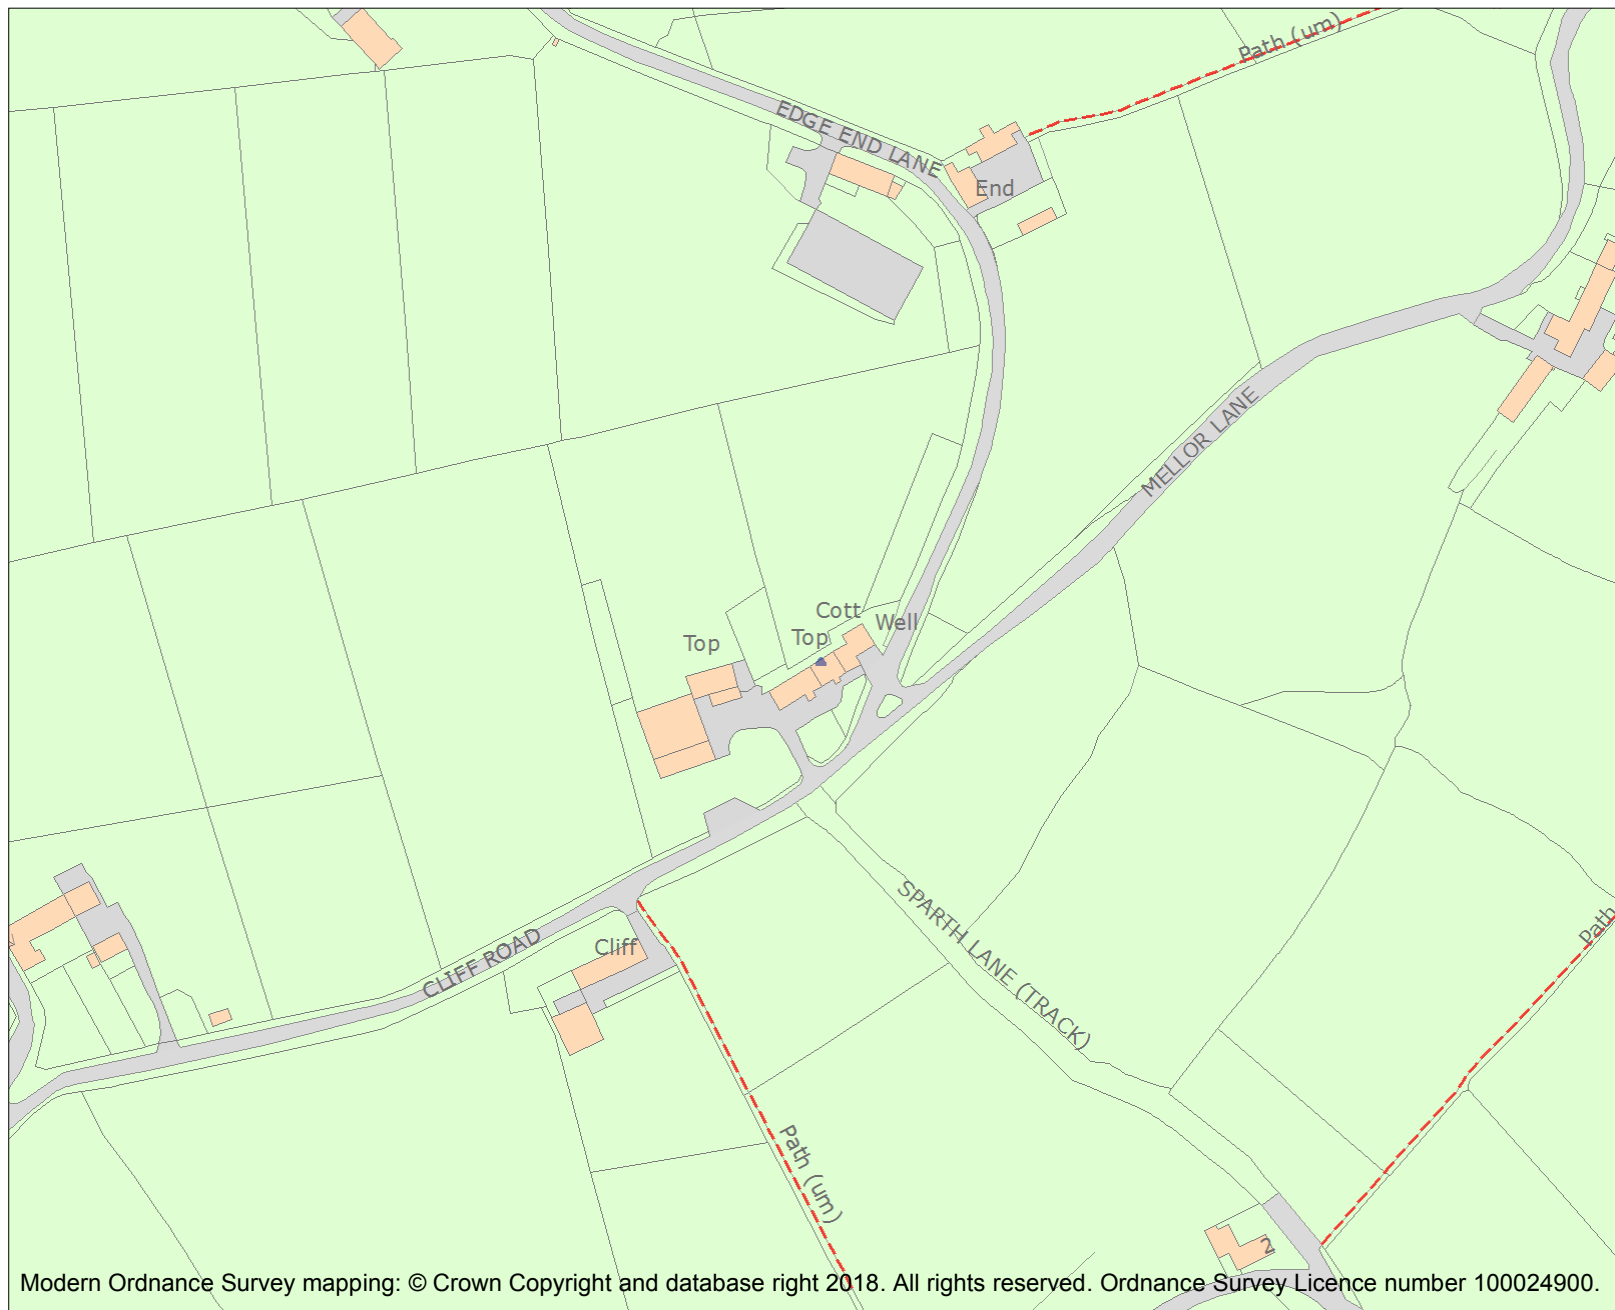 Path (um)
EDGE END LANE
End
MELLOR LANE
Cott
Well
Top
Top
SPARTH LANE (TRACK)
Path
CLIFF ROAD
Cliff
Path (um)
2
Modern Ordnance Survey mapping: © Crown Copyright and database right 2018. All rights reserved. Ordnance Survey Licence number 100024900.